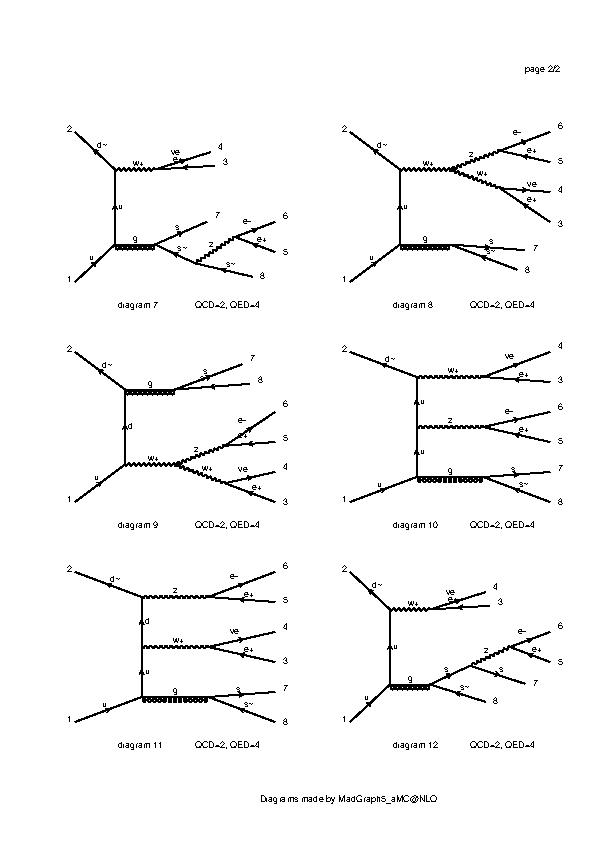 page 2/2
2 d~ w+ ve e+ 4 3
u g s 7 e- 6
1 u s~ z e+ 5 s~ 8
diagram 7 QCD=2, QED=4
2 d~ w+ z e- 6 e+ 5
u w+ ve 4 e+ 3
1 u g s 7 s~ 8
diagram 8 QCD=2, QED=4
2 d~ g s 7 8
d z e- 6 e+ 5
1 u w+ w+ ve 4 e+ 3
diagram 9 QCD=2, QED=4
2 d~ w+ ve 4 e+ 3
u z e- 6 e+ 5
1 u u g s 7 s~ 8
diagram 10 QCD=2, QED=4
2 d~ z e- 6 e+ 5
d w+ ve 4 e+ 3
1 u u g s 7 s~ 8
diagram 11 QCD=2, QED=4
2 d~ w+ ve 4 3
u z e- 6 e+ 5
1 u g s s 7 s~ 8
diagram 12 QCD=2, QED=4
Diagrams made by MadGraph5_aMC@NLO